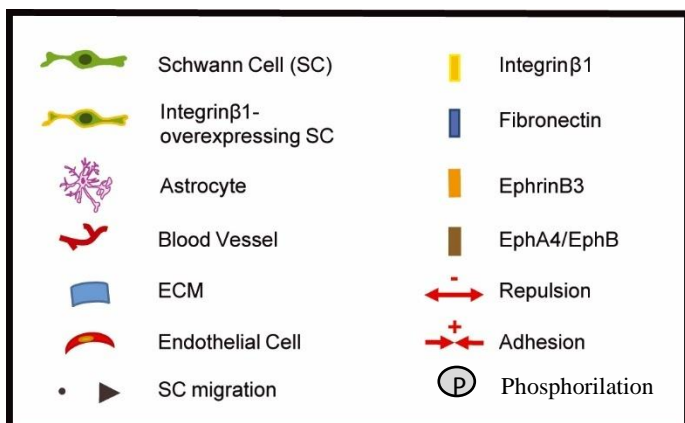 Schwann Cell (SC)
Integrinβ1-
overexpressing SC
Astrocyte
Blood Vessel
ECM
Endothelial Cell
SC migration
Integrinβ1
Fibronectin
EphrinB3
EphA4/EphB
-
Repulsion
+
Adhesion
P Phosphorilation